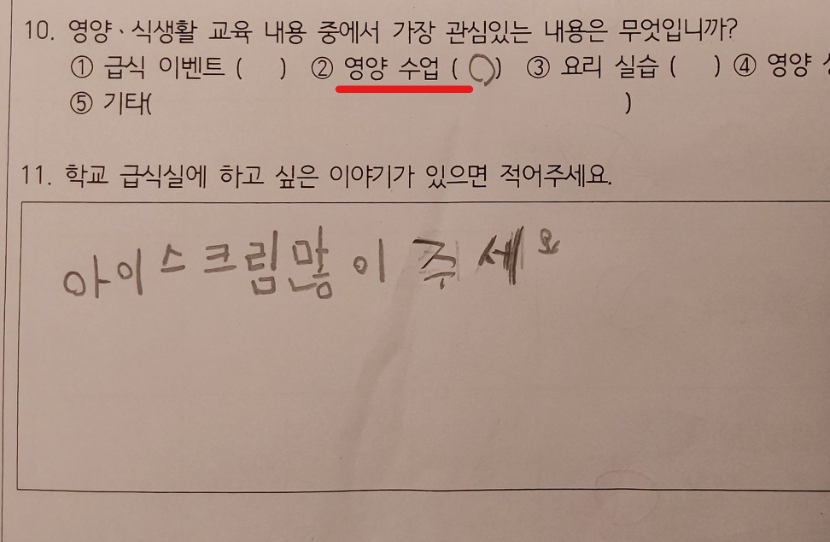 10. 영양·식생활 교육 내용 중에서 가장 관심있는 내용은 무엇입니까?
① 급식 이벤트 (    ) ② 영양 수업 ( ○ ) ③ 요리 실습 (    ) ④ 영양
⑤ 기타(    )
11. 학교 급식실에 하고 싶은 이야기가 있으면 적어주세요.
아이스크림많이 주세요